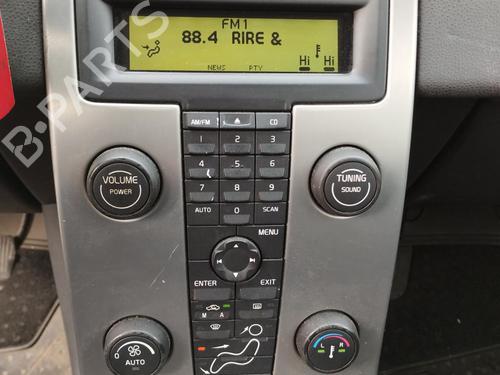 FM1
88.4 RIRE &
Hi Hi
NEWS PTY
B-PARTS
AM/FM CD
1 2 3
4 5 6
7 8 9
AUTO 0 SCAN
VOLUME
POWER
TUNING
SOUND
MENU
ENTER EXIT
M A
0
AUTO
L R